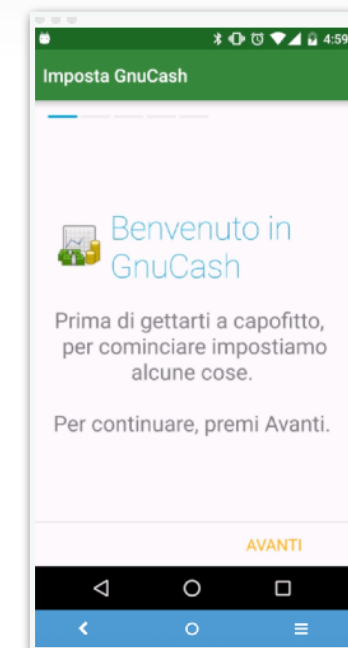 4:59
Imposta GnuCash
Benvenuto in
GnuCash
Prima di gettarti a capofitto,
per cominciare impostiamo
alcune cose.
Per continuare, premi Avanti.
AVANTI